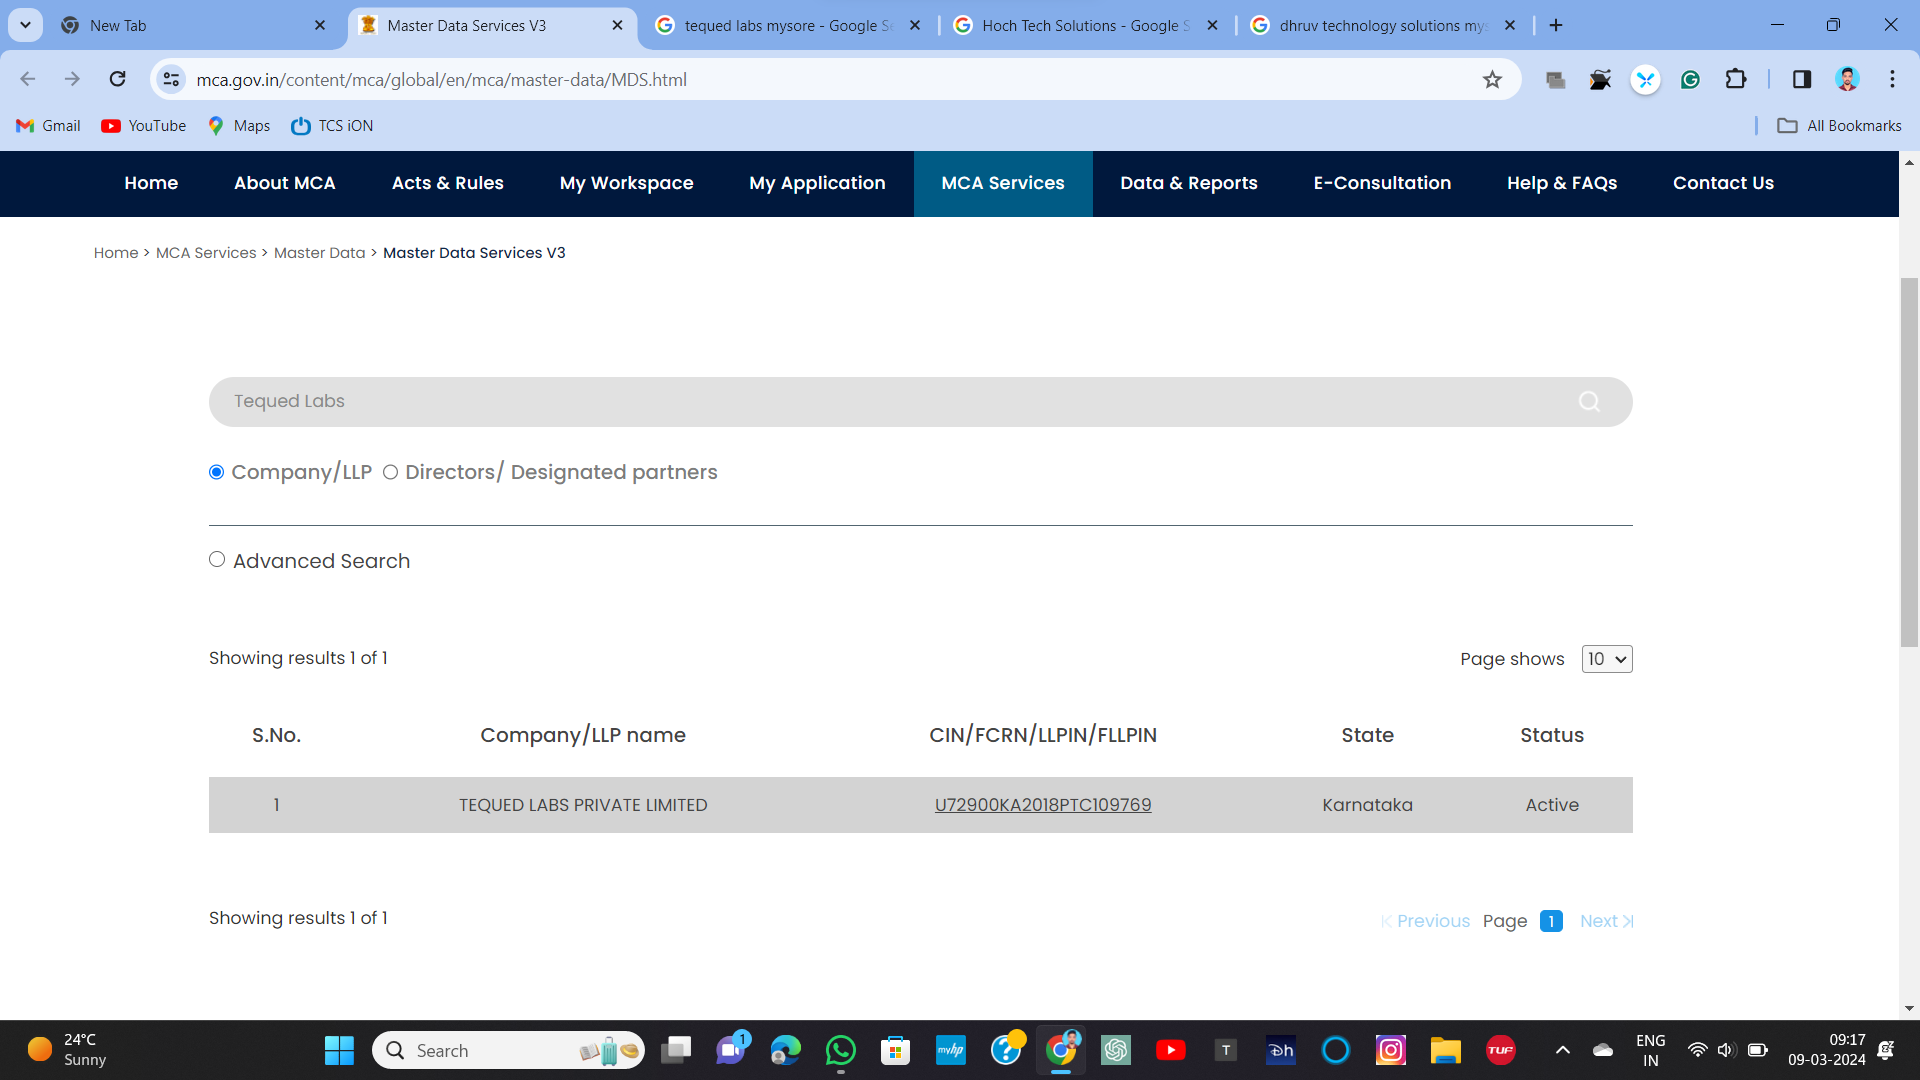 New Tab
Master Data Services V3
tequed labs mysore - Google Se
Hoch Tech Solutions - Google S
dhruv technology solutions mys
mca.gov.in/content/mca/global/en/mca/master-data/MDS.html
Gmail YouTube Maps TCS iON All Bookmarks
Home About MCA Acts & Rules My Workspace My Application MCA Services Data & Reports E-Consultation Help & FAQs Contact Us
Home > MCA Services > Master Data > Master Data Services V3
Tequed Labs
Company/LLP Directors/ Designated partners
Advanced Search
Showing results 1 of 1 Page shows 10
S.No. Company/LLP name CIN/FCRN/LLPIN/FLLPIN State Status
1 TEQUED LABS PRIVATE LIMITED U72900KA2018PTC109769 Karnataka Active
Showing results 1 of 1 Previous Page 1 Next
24°C
Sunny
Search
1
myhp
?
T
Dh
TUF
ENG
IN
09:17
09-03-2024